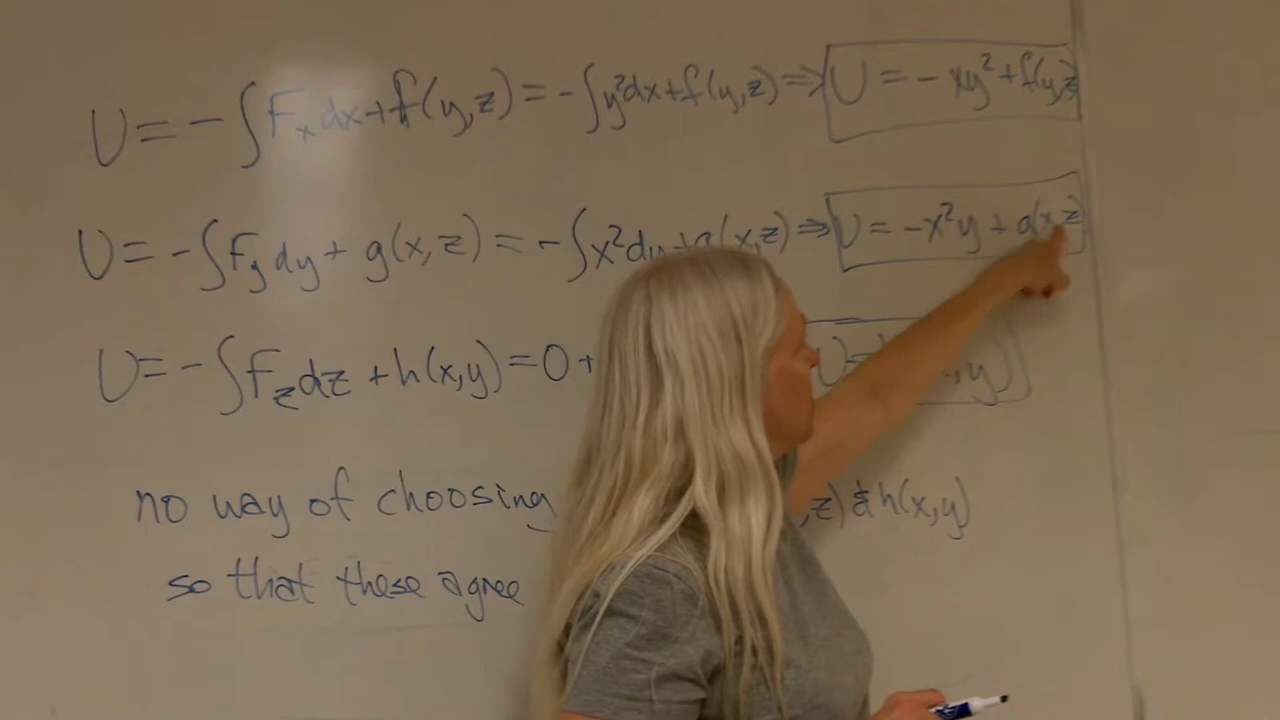 U = -∫F_x dx + f(y,z) = -∫y²dx + f(y,z) ⇒ U = -xy² + f(y,z)
U = -∫F_y dy + g(x,z) = -∫x²dy + g(x,z) ⇒ U = -x²y + g(x,z)
U = -∫F_z dz + h(x,y) = 0 + U = ,y)
no way of choosing ,z) & h(x,y)
so that these agree